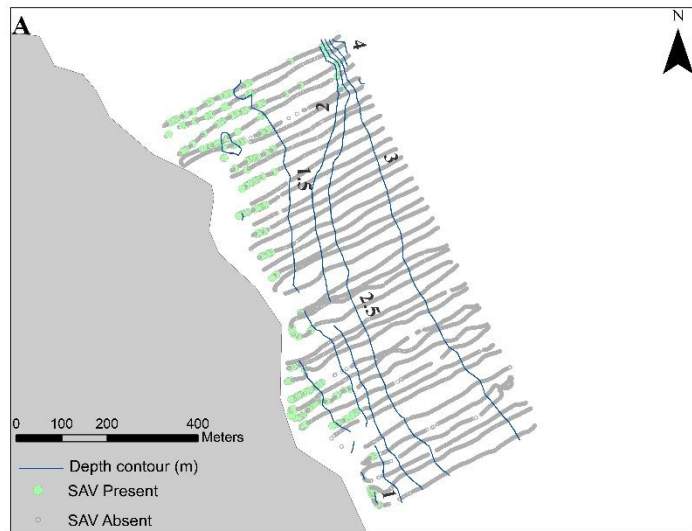 A
N
4
2
3
1.5
2.5
0 100 200 400
Meters
Depth contour (m)
SAV Present
SAV Absent
1